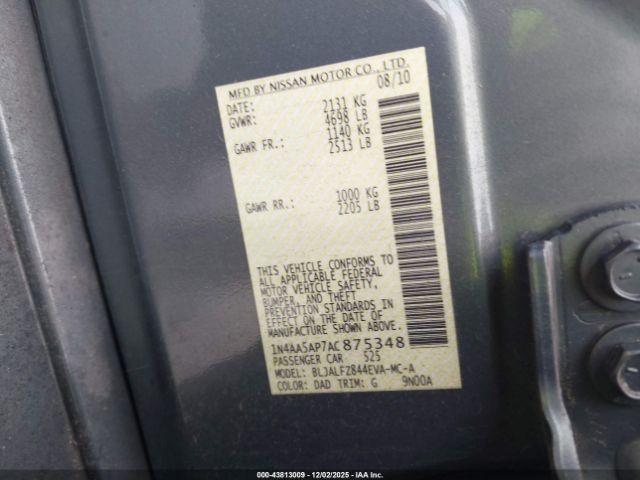 MFD BY NISSAN MOTOR CO., LTD.
DATE: 08/10
GVWR: 2131 KG
4698 LB
GAWR FR.: 1140 KG
2513 LB
GAWR RR.: 1000 KG
2205 LB
THIS VEHICLE CONFORMS TO
ALL APPLICABLE FEDERAL
MOTOR VEHICLE SAFETY,
BUMPER, AND THEFT
PREVENTION STANDARDS IN
EFFECT ON THE DATE OF
MANUFACTURE SHOWN ABOVE.
1N4AA5AP7AC875348
PASSENGER CAR 525
MODEL: BLJALFZ844EVA-MC-A
COLOR: DAD TRIM: G 9N00A
000-43813009 - 12/02/2025 - IAAI.COM